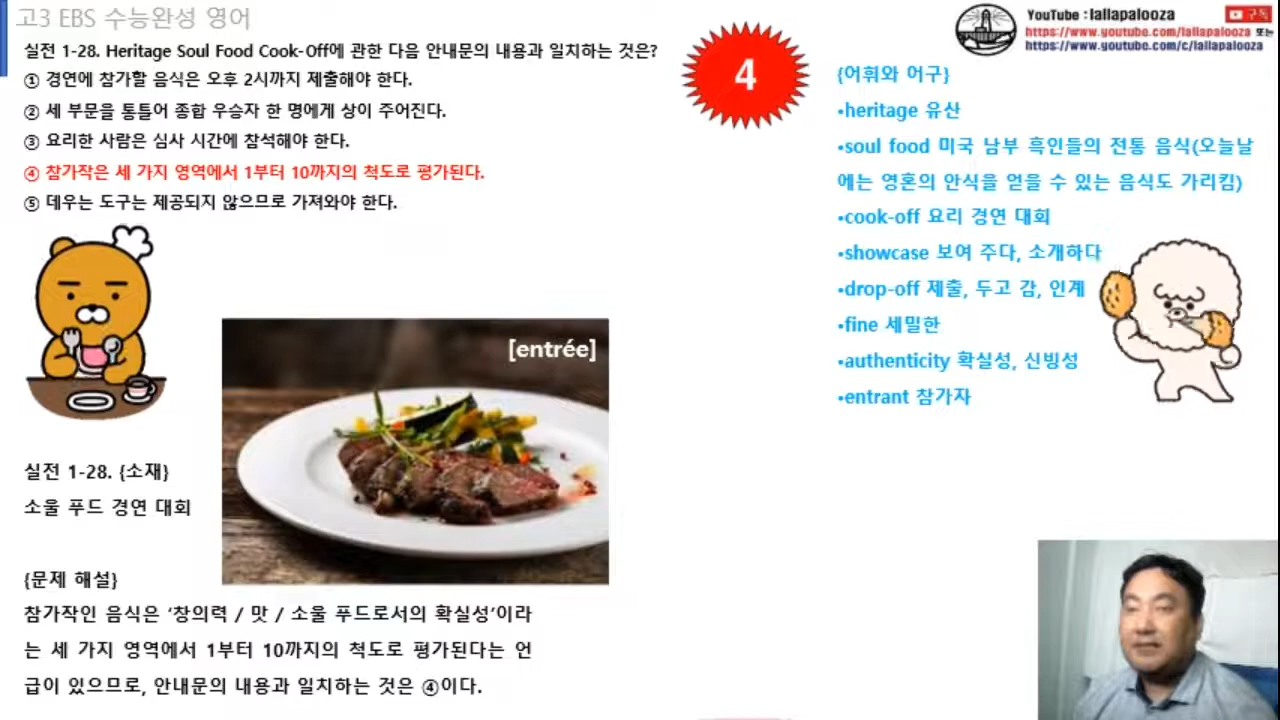 고3 EBS 수능완성 영어
실전 1-28. Heritage Soul Food Cook-Off에 관한 다음 안내문의 내용과 일치하는 것은?
① 경연에 참가할 음식은 오후 2시까지 제출해야 한다.
② 세 부문을 통틀어 종합 우승자 한 명에게 상이 주어진다.
③ 요리한 사람은 심사 시간에 참석해야 한다.
④ 참가작은 세 가지 영역에서 1부터 10까지의 척도로 평가된다.
⑤ 데우는 도구는 제공되지 않으므로 가져와야 한다.
[entrée]
실전 1-28. {소재}
소울 푸드 경연 대회
{문제 해설}
참가작인 음식은 ‘창의력 / 맛 / 소울 푸드로서의 확실성’이라
는 세 가지 영역에서 1부터 10까지의 척도로 평가된다는 언
급이 있으므로, 안내문의 내용과 일치하는 것은 ④이다.
4
YouTube : lallapalooza
구독
https://www.youtube.com/lallapalooza 또는
https://www.youtube.com/c/lallapalooza
{어휘와 어구}
•heritage 유산
•soul food 미국 남부 흑인들의 전통 음식(오늘날
에는 영혼의 안식을 얻을 수 있는 음식도 가리킴)
•cook-off 요리 경연 대회
•showcase 보여 주다, 소개하다
•drop-off 제출, 두고 감, 인계
•fine 세밀한
•authenticity 확실성, 신빙성
•entrant 참가자